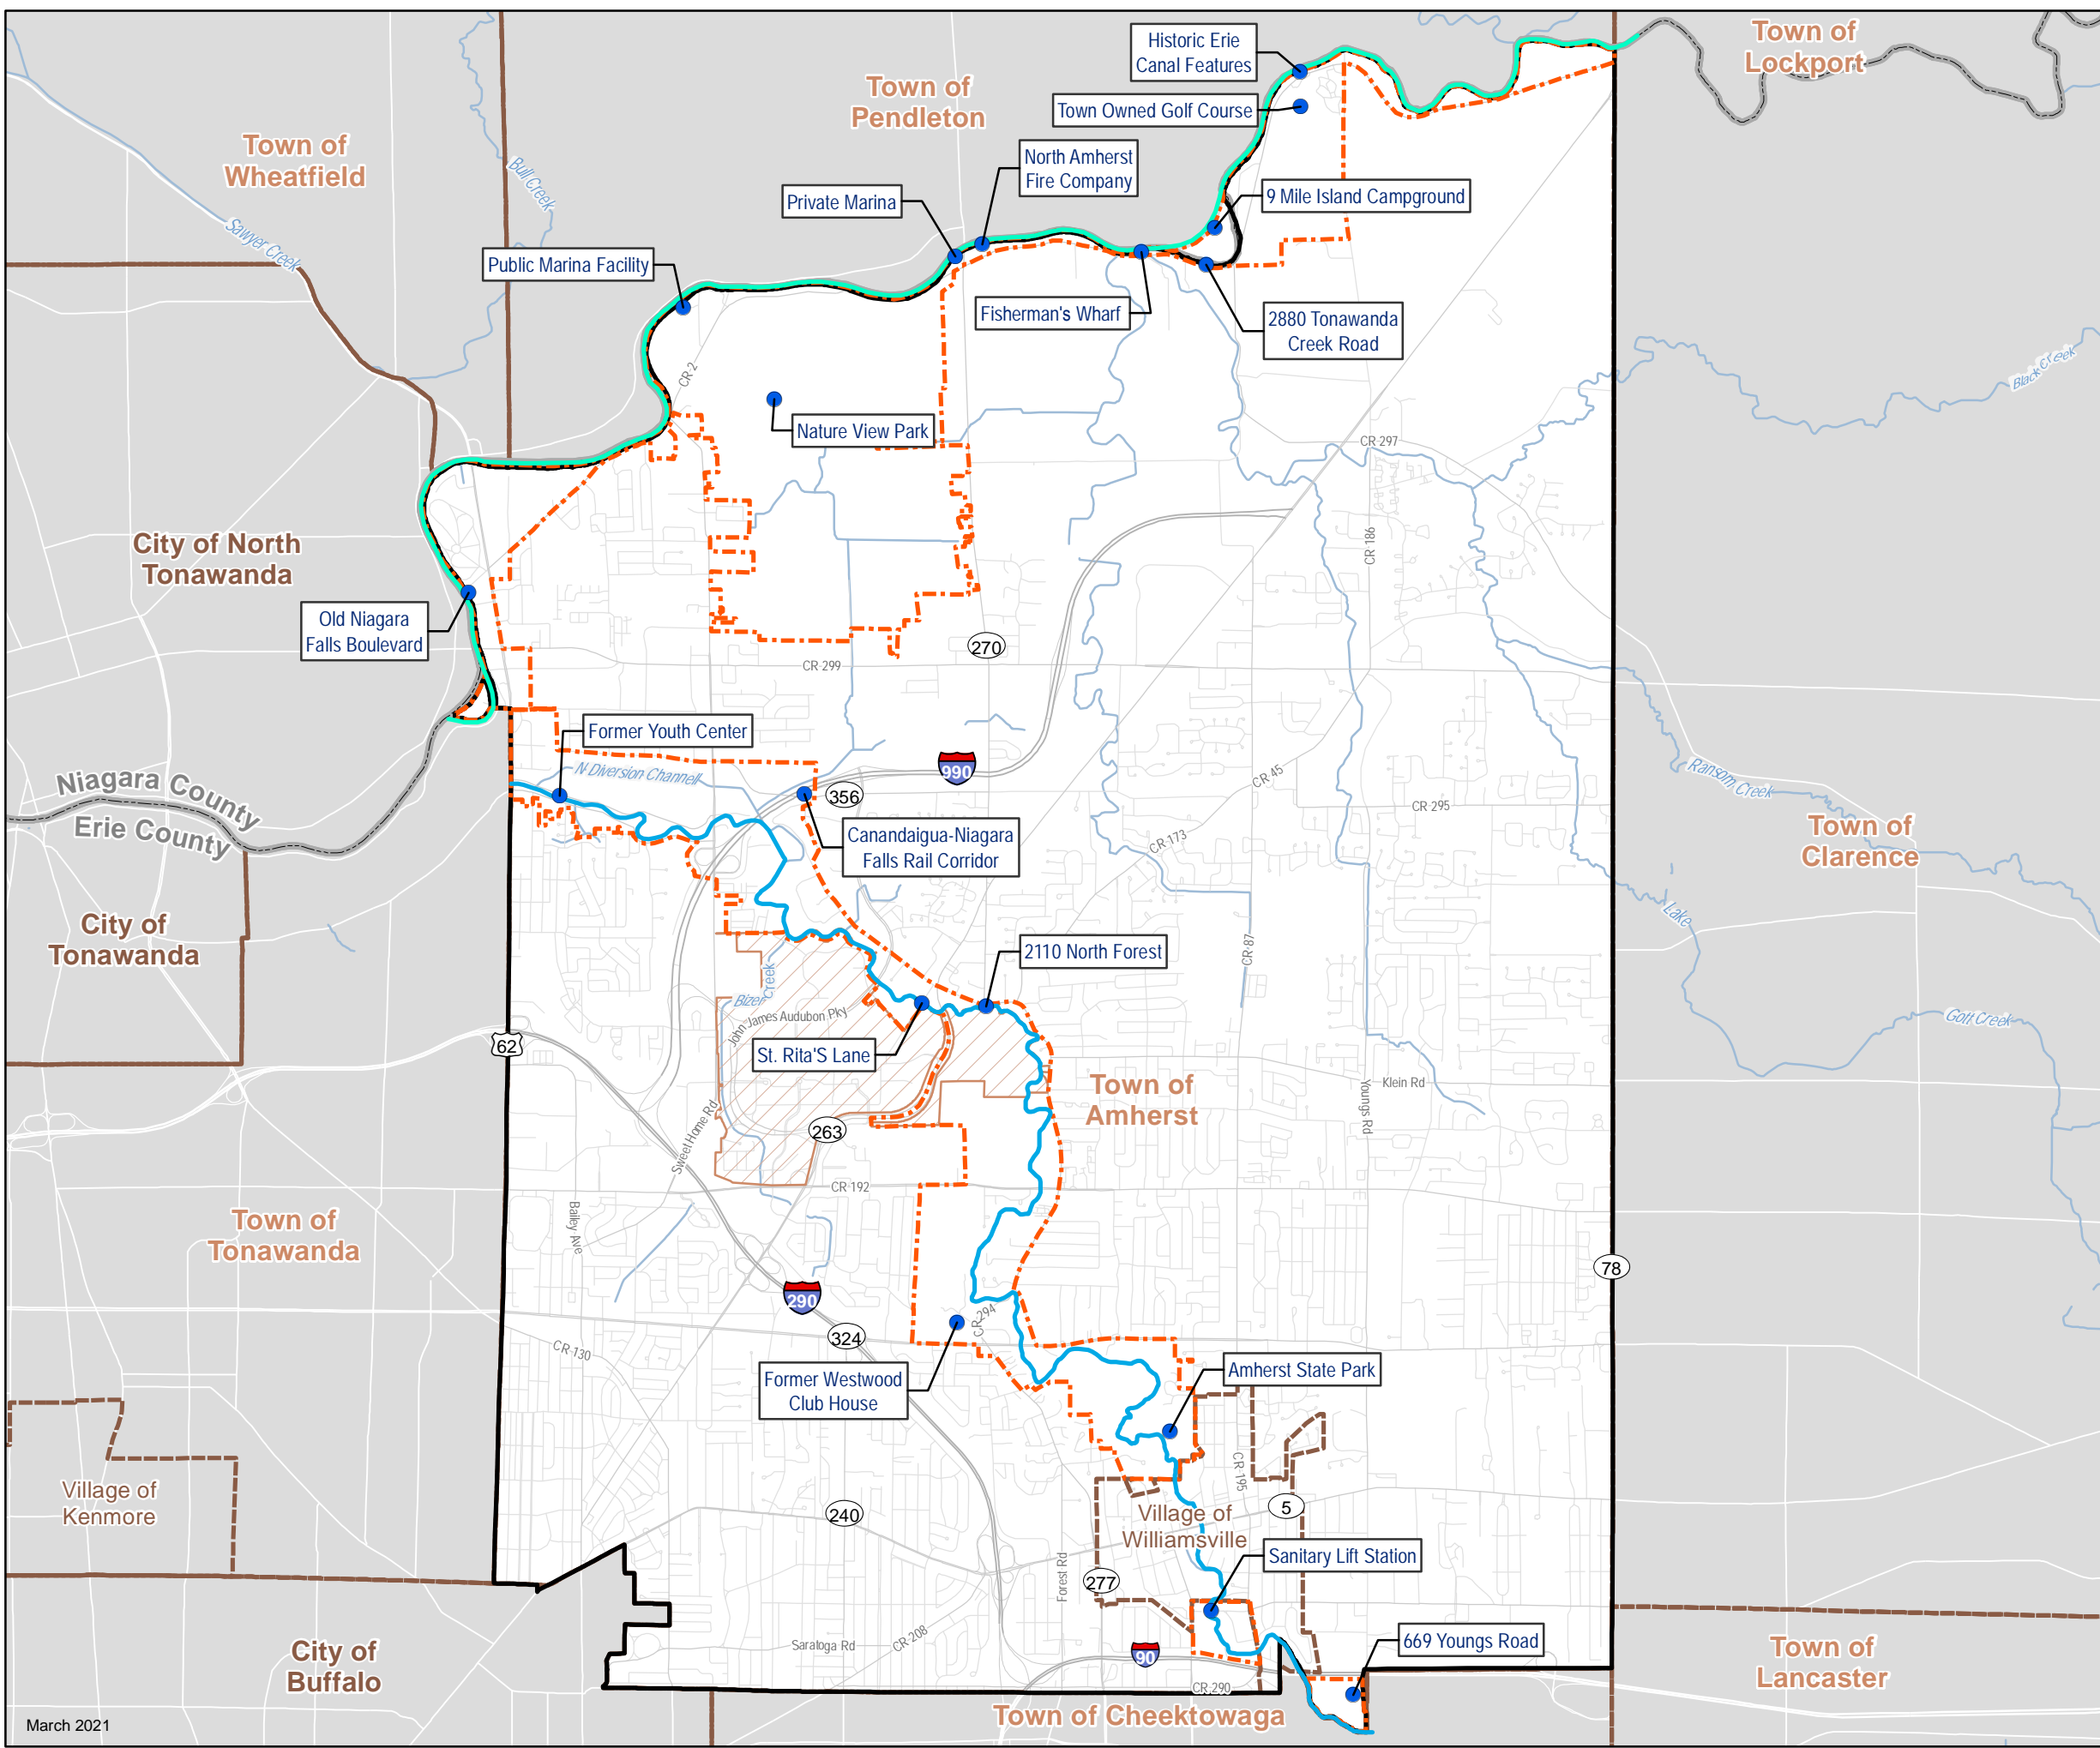 Historic Erie
Canal Features
Town of
Lockport
Town of
Pendleton
Town Owned Golf Course
Town of
Wheatfield
Bull Creek
North Amherst
Fire Company
Private Marina
9 Mile Island Campground
Sawyer Creek
Public Marina Facility
Fisherman's Wharf
2880 Tonawanda
Creek Road
CR 2
Black Creek
Nature View Park
CR 297
City of North
Tonawanda
CR 186
Old Niagara
Falls Boulevard
270
CR 299
Former Youth Center
N Diversion Channel
990
356
CR 45
CR 295
Ransom Creek
Niagara County
Erie County
Canandaigua-Niagara
Falls Rail Corridor
CR 173
Town of
Clarence
City of
Tonawanda
Lake
2110 North Forest
CR 87
Bizer Creek
John James Audubon Pky
Gott Creek
62
St. Rita'S Lane
Town of
Amherst
Klein Rd
Youngs Rd
Sweet Home Rd
263
CR 192
Bailey Ave
Town of
Tonawanda
78
290
324
CR 294
CR 130
Former Westwood
Club House
Amherst State Park
CR 195
Village of
Kenmore
240
5
Village of
Williamsville
Sanitary Lift Station
Forest Rd
277
669 Youngs Road
Saratoga Rd
CR 208
90
City of
Buffalo
Town of
Lancaster
CR 290
Town of Cheektowaga
March 2021